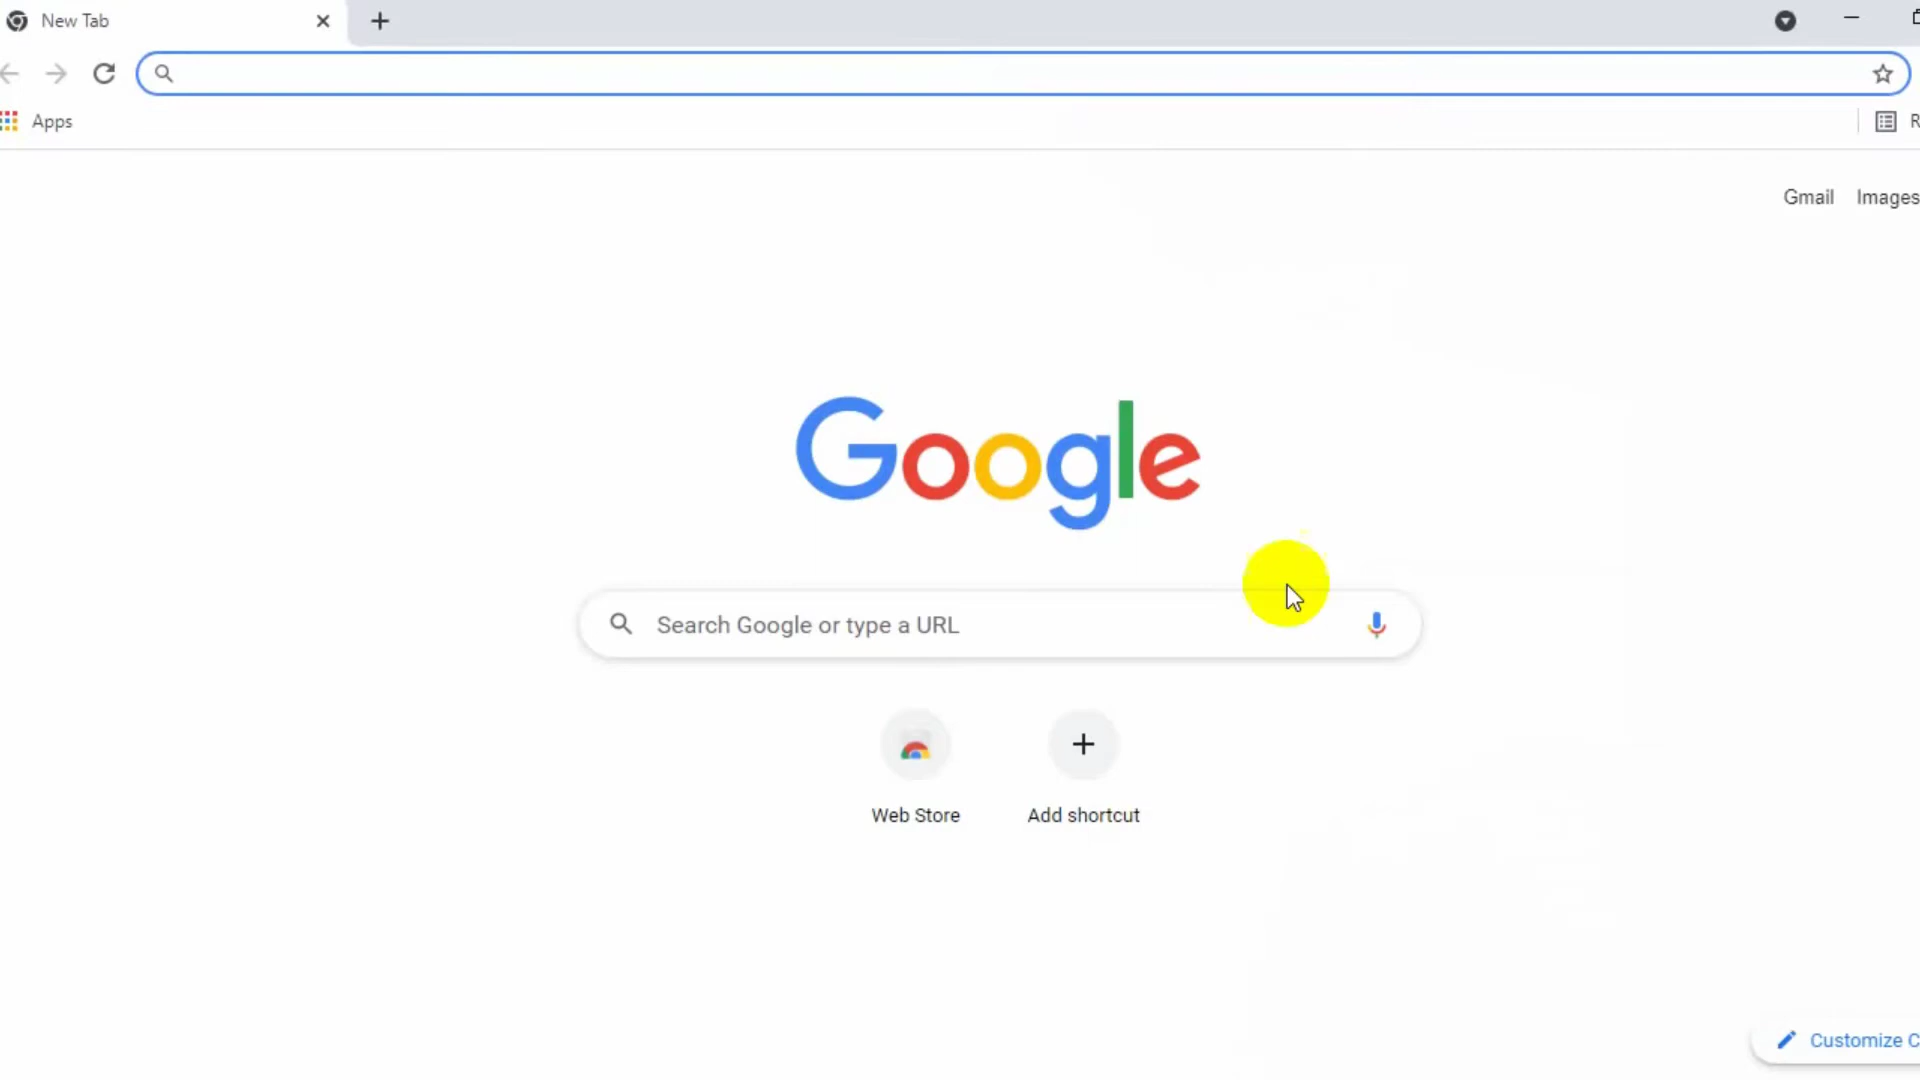 New Tab
Apps
R
Gmail Images
Google
Search Google or type a URL
Web Store Add shortcut
Customize C